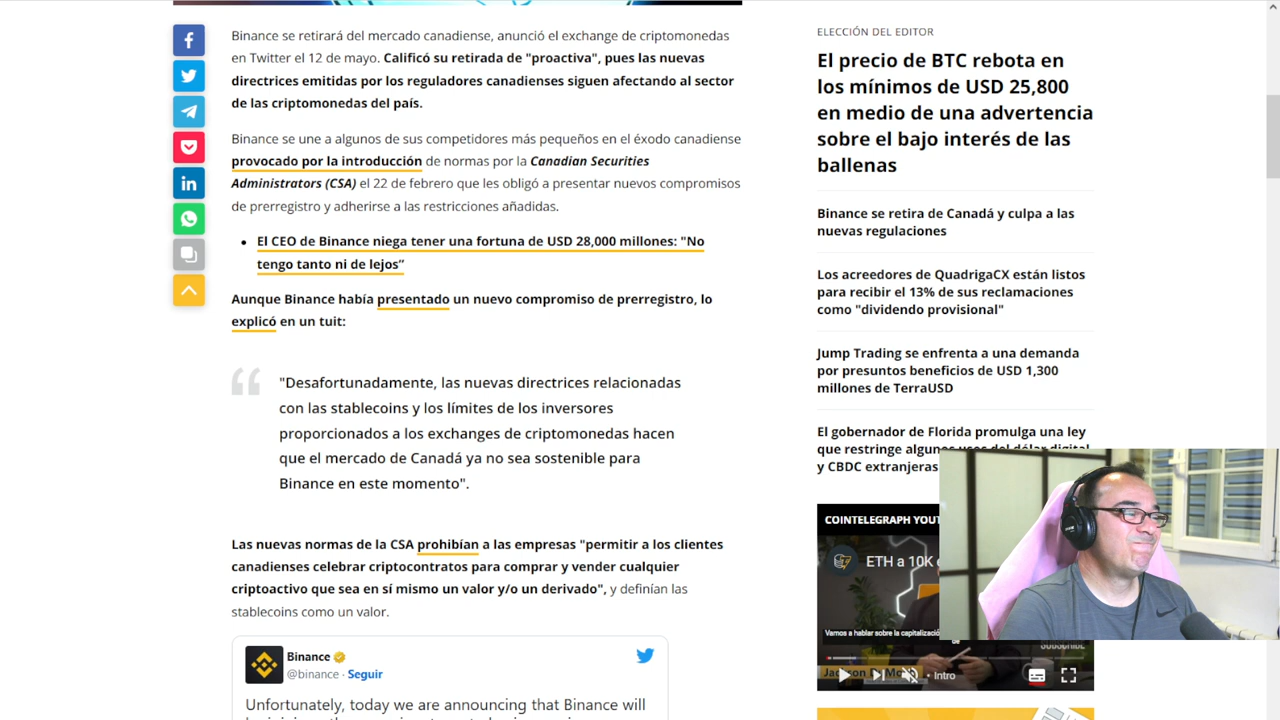 Binance se retirará del mercado canadiense, anunció el exchange de criptomonedas
en Twitter el 12 de mayo. Calificó su retirada de "proactiva", pues las nuevas
directrices emitidas por los reguladores canadienses siguen afectando al sector
de las criptomonedas del país.
Binance se une a algunos de sus competidores más pequeños en el éxodo canadiense
provocado por la introducción de normas por la Canadian Securities
Administrators (CSA) el 22 de febrero que les obligó a presentar nuevos compromisos
de prerregistro y adherirse a las restricciones añadidas.
• El CEO de Binance niega tener una fortuna de USD 28,000 millones: "No
tengo tanto ni de lejos“
Aunque Binance había presentado un nuevo compromiso de prerregistro, lo
explicó en un tuit:
"Desafortunadamente, las nuevas directrices relacionadas
con las stablecoins y los límites de los inversores
proporcionados a los exchanges de criptomonedas hacen
que el mercado de Canadá ya no sea sostenible para
Binance en este momento".
Las nuevas normas de la CSA prohibían a las empresas "permitir a los clientes
canadienses celebrar criptocontratos para comprar y vender cualquier
criptoactivo que sea en sí mismo un valor y/o un derivado", y definían las
stablecoins como un valor.
Binance
@binance · Seguir
Unfortunately, today we are announcing that Binance will
ELECCIÓN DEL EDITOR
El precio de BTC rebota en
los mínimos de USD 25,800
en medio de una advertencia
sobre el bajo interés de las
ballenas
Binance se retira de Canadá y culpa a las
nuevas regulaciones
Los acreedores de QuadrigaCX están listos
para recibir el 13% de sus reclamaciones
como "dividendo provisional"
Jump Trading se enfrenta a una demanda
por presuntos beneficios de USD 1,300
millones de TerraUSD
El gobernador de Florida promulga una ley
que restringe algunos usos del dólar digital
y CBDC extranjeras
COINTELEGRAPH YOUT
ETH a 10K
Vamos a hablar sobre la capitalizació
de
• Intro